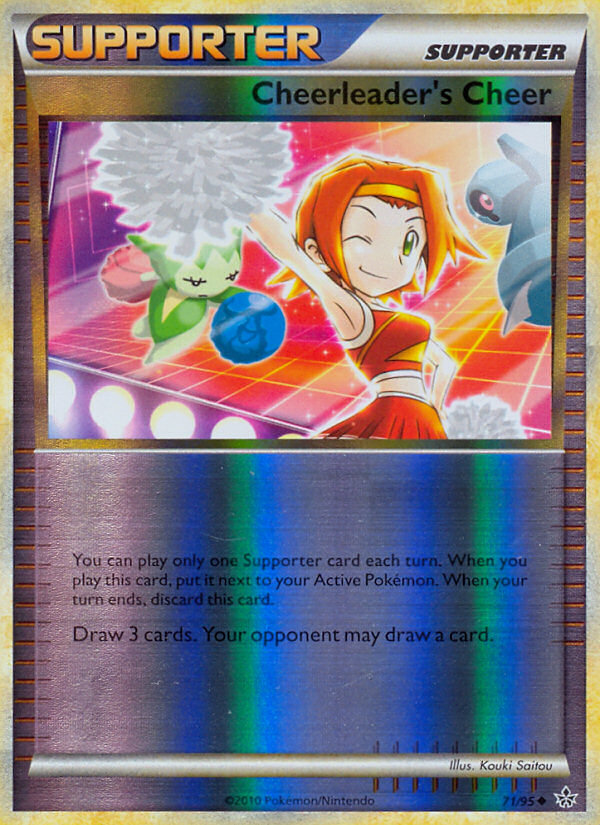 SUPPORTER
SUPPORTER
Cheerleader's Cheer
You can play only one Supporter card each turn. When you
play this card, put it next to your Active Pokémon. When your
turn ends, discard this card.
Draw 3 cards. Your opponent may draw a card.
Illus. Kouki Saitou
©2010 Pokémon/Nintendo
71/95